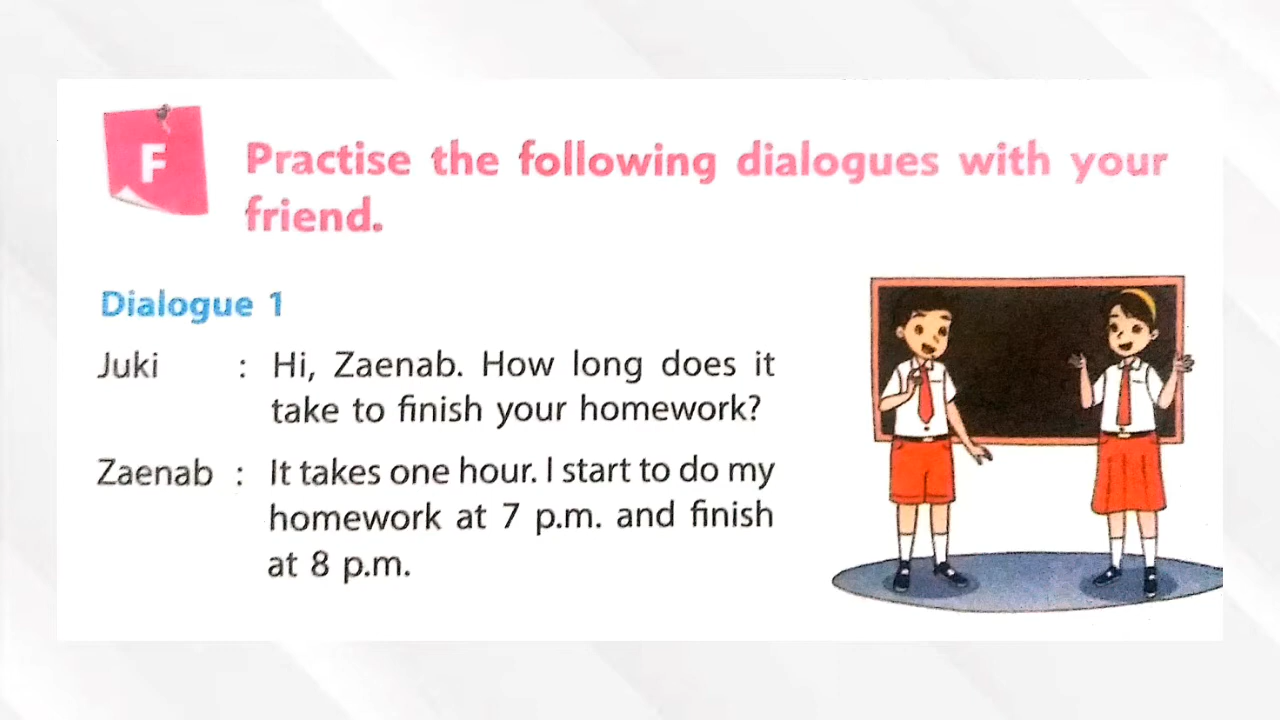 F
Practise the following dialogues with your
friend.
Dialogue 1
Juki : Hi, Zaenab. How long does it
take to finish your homework?
Zaenab : It takes one hour. I start to do my
homework at 7 p.m. and finish
at 8 p.m.